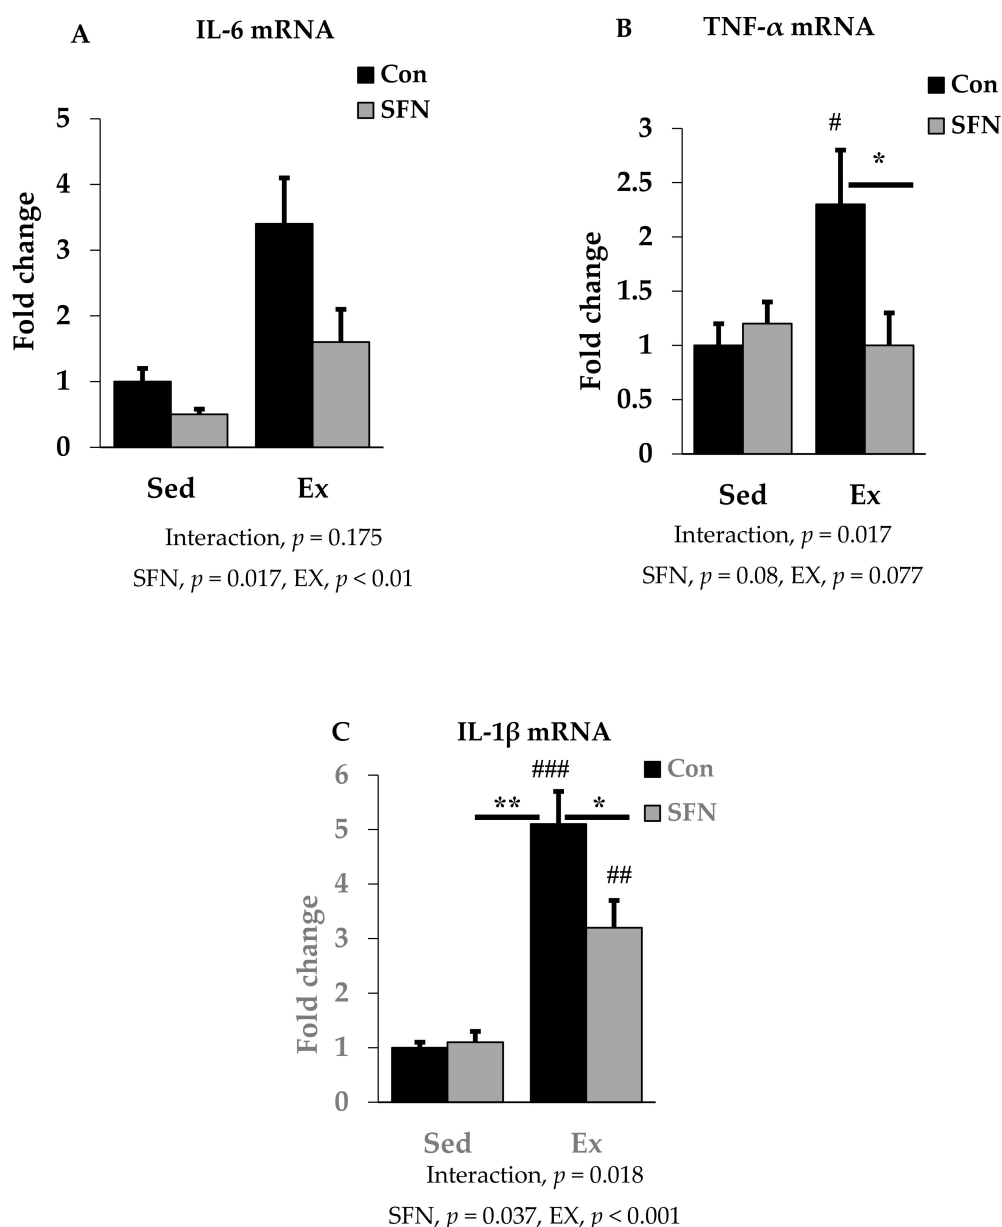 A
IL-6 mRNA
Con
SFN
5
4
3
2
1
0
Fold change
Sed
Ex
Interaction, p = 0.175
SFN, p = 0.017, EX, p < 0.01
B
TNF-α mRNA
Con
SFN
#
*
3
2.5
2
1.5
1
0.5
0
Fold change
Sed
Ex
Interaction, p = 0.017
SFN, p = 0.08, EX, p = 0.077
C
IL-1β mRNA
Con
SFN
###
**
*
##
6
5
4
3
2
1
0
Fold change
Sed
Ex
Interaction, p = 0.018
SFN, p = 0.037, EX, p < 0.001